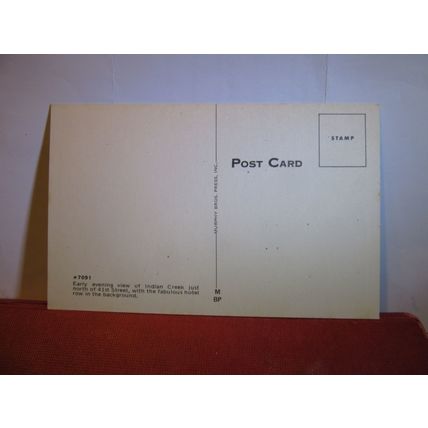 POST CARD
STAMP
MURPHY BROS. PRESS, INC.
#7091
Early evening view of Indian Creek just
north of 41st Street, with the fabulous hotel
row in the background.
M
BP